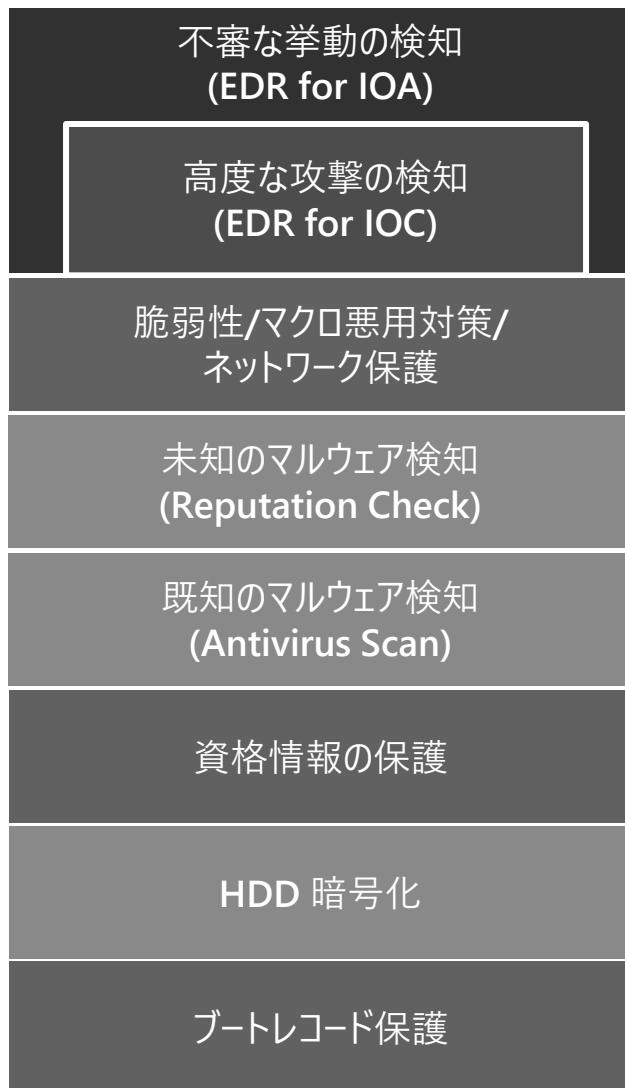 不審な挙動の検知
(EDR for IOA)
高度な攻撃の検知
(EDR for IOC)
脆弱性/マクロ悪用対策/
ネットワーク保護
未知のマルウェア検知
(Reputation Check)
既知のマルウェア検知
(Antivirus Scan)
資格情報の保護
HDD 暗号化
ブートレコード保護